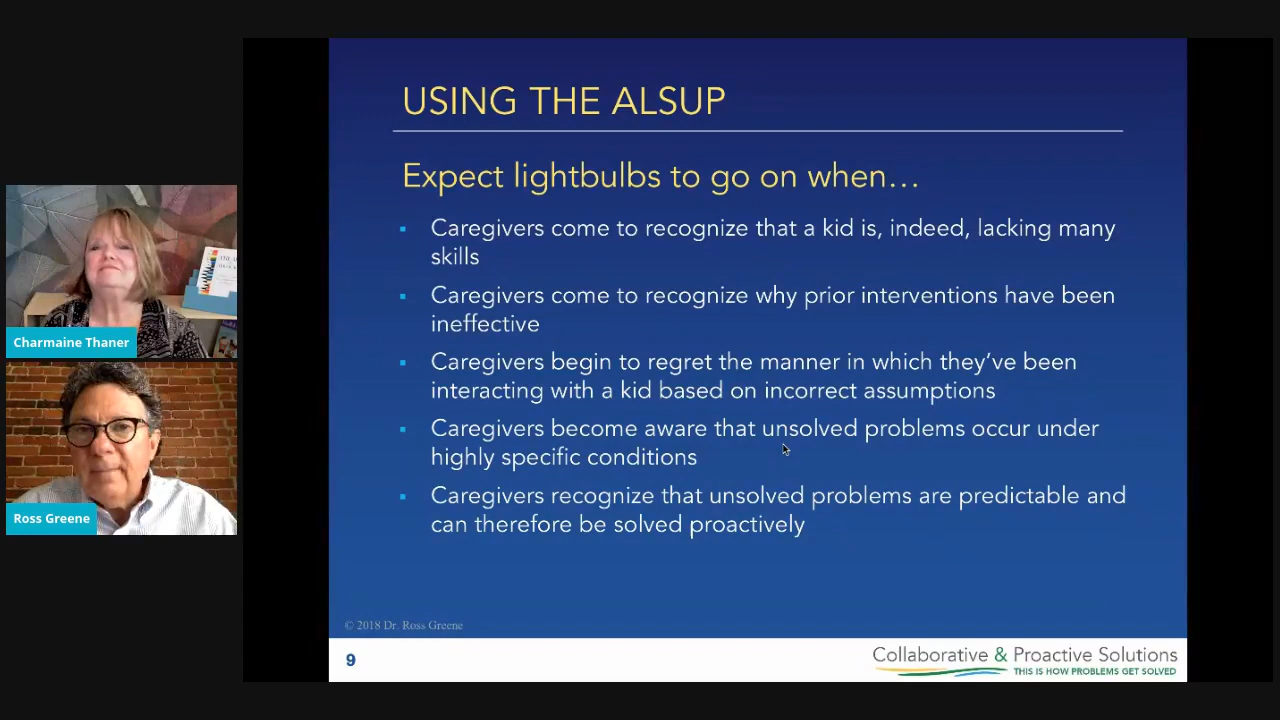 USING THE ALSUP
Expect lightbulbs to go on when…
▪ Caregivers come to recognize that a kid is, indeed, lacking many
skills
▪ Caregivers come to recognize why prior interventions have been
ineffective
▪ Caregivers begin to regret the manner in which they’ve been
interacting with a kid based on incorrect assumptions
▪ Caregivers become aware that unsolved problems occur under
highly specific conditions
▪ Caregivers recognize that unsolved problems are predictable and
can therefore be solved proactively
© 2018 Dr. Ross Greene
9
Collaborative & Proactive Solutions
THIS IS HOW PROBLEMS GET SOLVED
Charmaine Thaner
Ross Greene